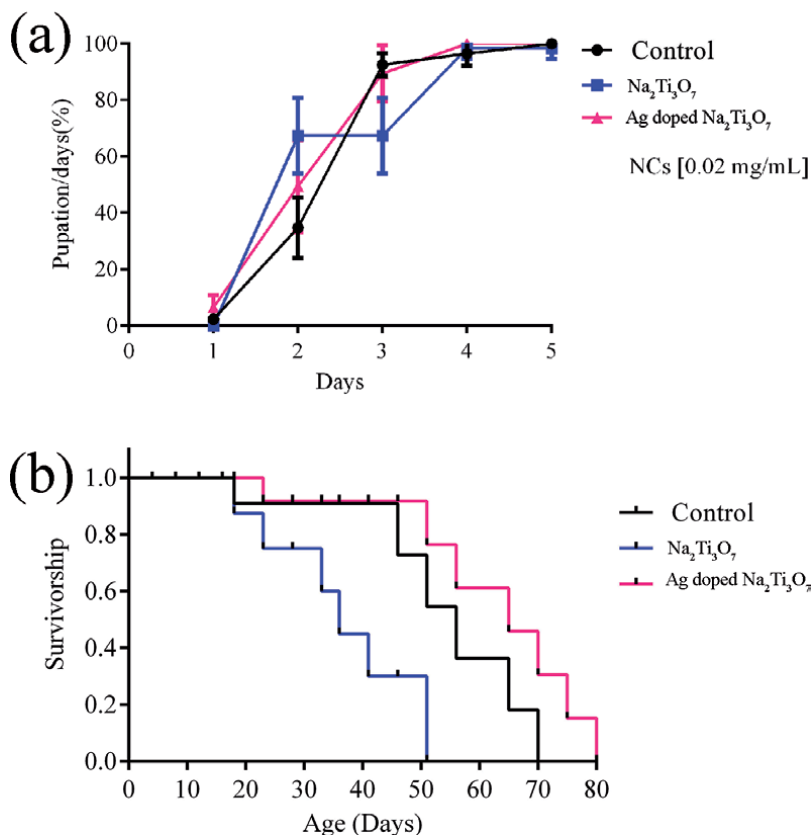 (a)
Pupation/days(%)
100
80
60
40
20
0
0 1 2 3 4 5
Days
Control
Na₂Ti₃O₇
Ag doped Na₂Ti₃O₇
NCs [0.02 mg/mL]
(b)
Survivorship
1.0
0.8
0.6
0.4
0.2
0.0
0 10 20 30 40 50 60 70 80
Age (Days)
Control
Na₂Ti₃O₇
Ag doped Na₂Ti₃O₇